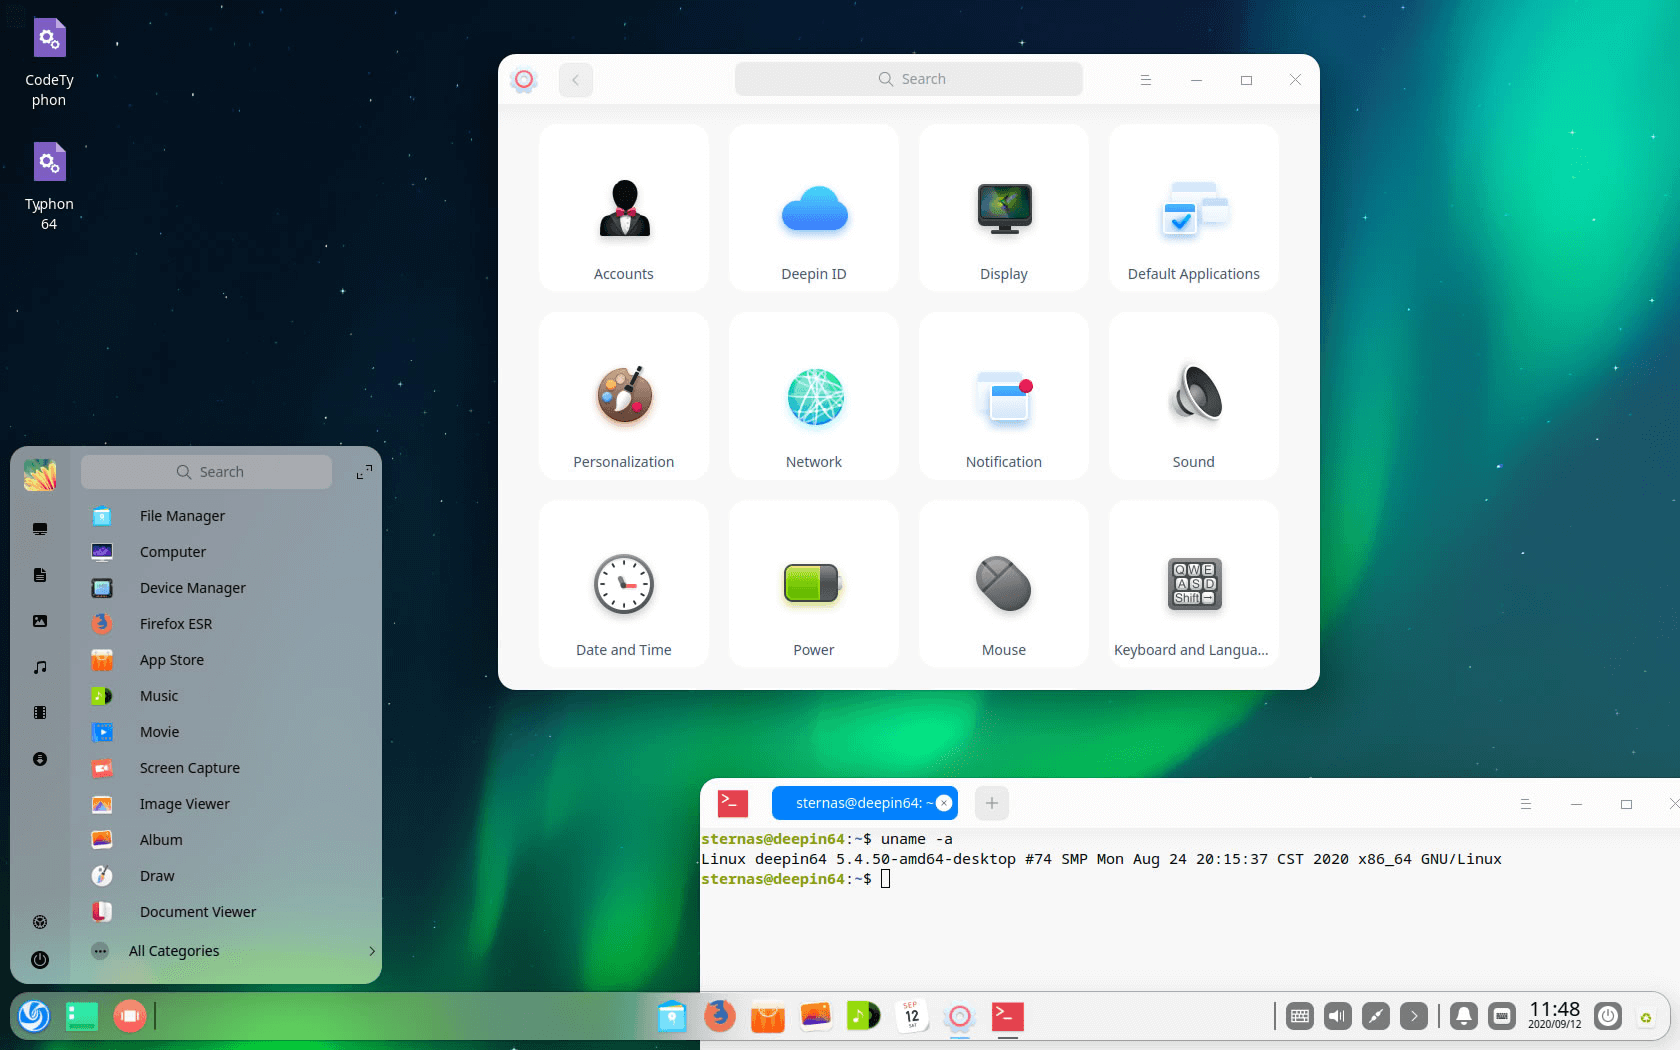 CodeTy
phon
Typhon
64
Search
Accounts
Deepin ID
Display
Default Applications
Personalization
Network
Notification
Sound
Date and Time
Power
Mouse
QWE
ASD
Shift→
Keyboard and Langua...
Search
File Manager
Computer
Device Manager
Firefox ESR
App Store
Music
Movie
Screen Capture
Image Viewer
Album
Draw
Document Viewer
All Categories
>_
sternas@deepin64: ~
sternas@deepin64:~$ uname -a
Linux deepin64 5.4.50-amd64-desktop #74 SMP Mon Aug 24 20:15:37 CST 2020 x86_64 GNU/Linux
sternas@deepin64:~$
SEP
12
SAT
>_
11:48
2020/09/12